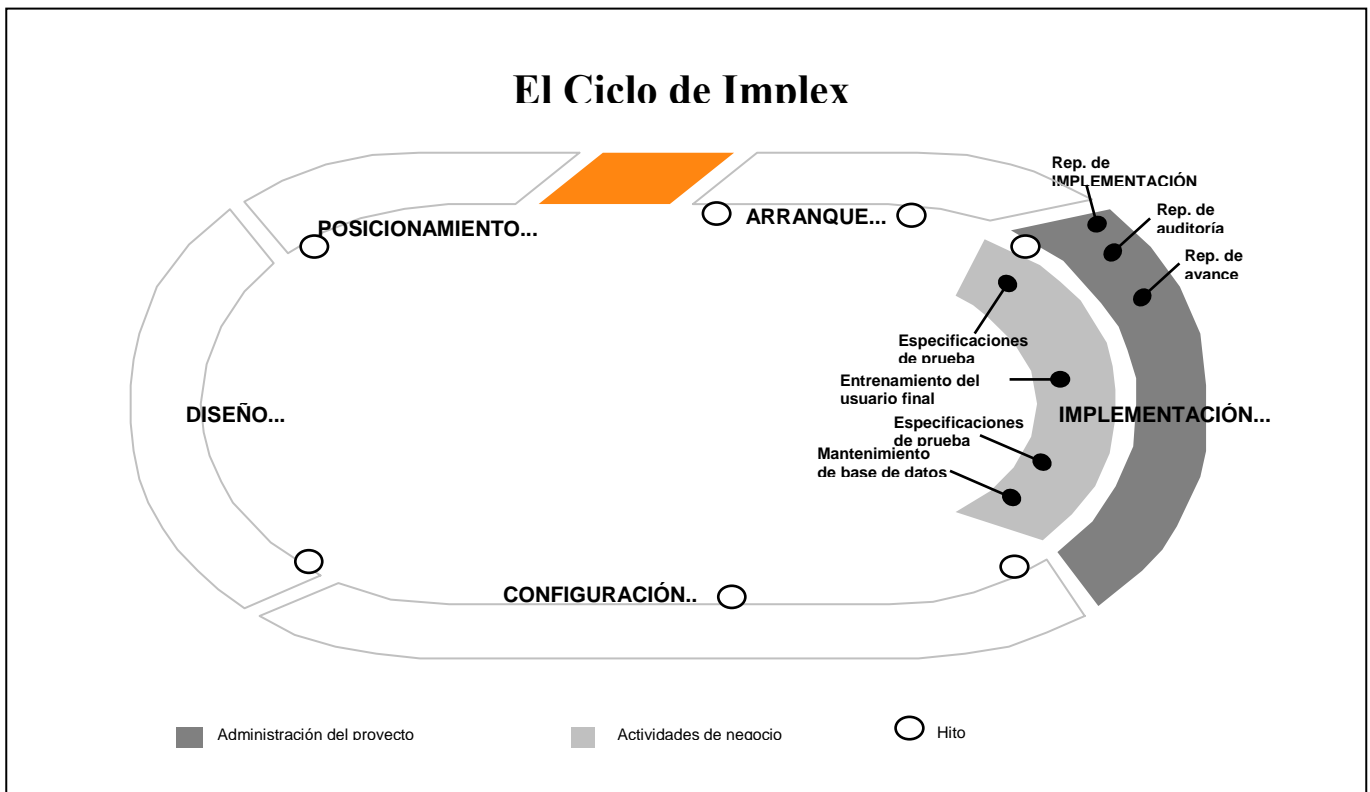 El Ciclo de Implex
Rep. de
IMPLEMENTACIÓN
Rep. de
auditoría
Rep. de
avance
POSICIONAMIENTO...
ARRANQUE...
Especificaciones
de prueba
Entrenamiento del
usuario final
DISEÑO...
IMPLEMENTACIÓN...
Especificaciones
de prueba
Mantenimiento
de base de datos
CONFIGURACIÓN..
Administración del proyecto
Actividades de negocio
Hito